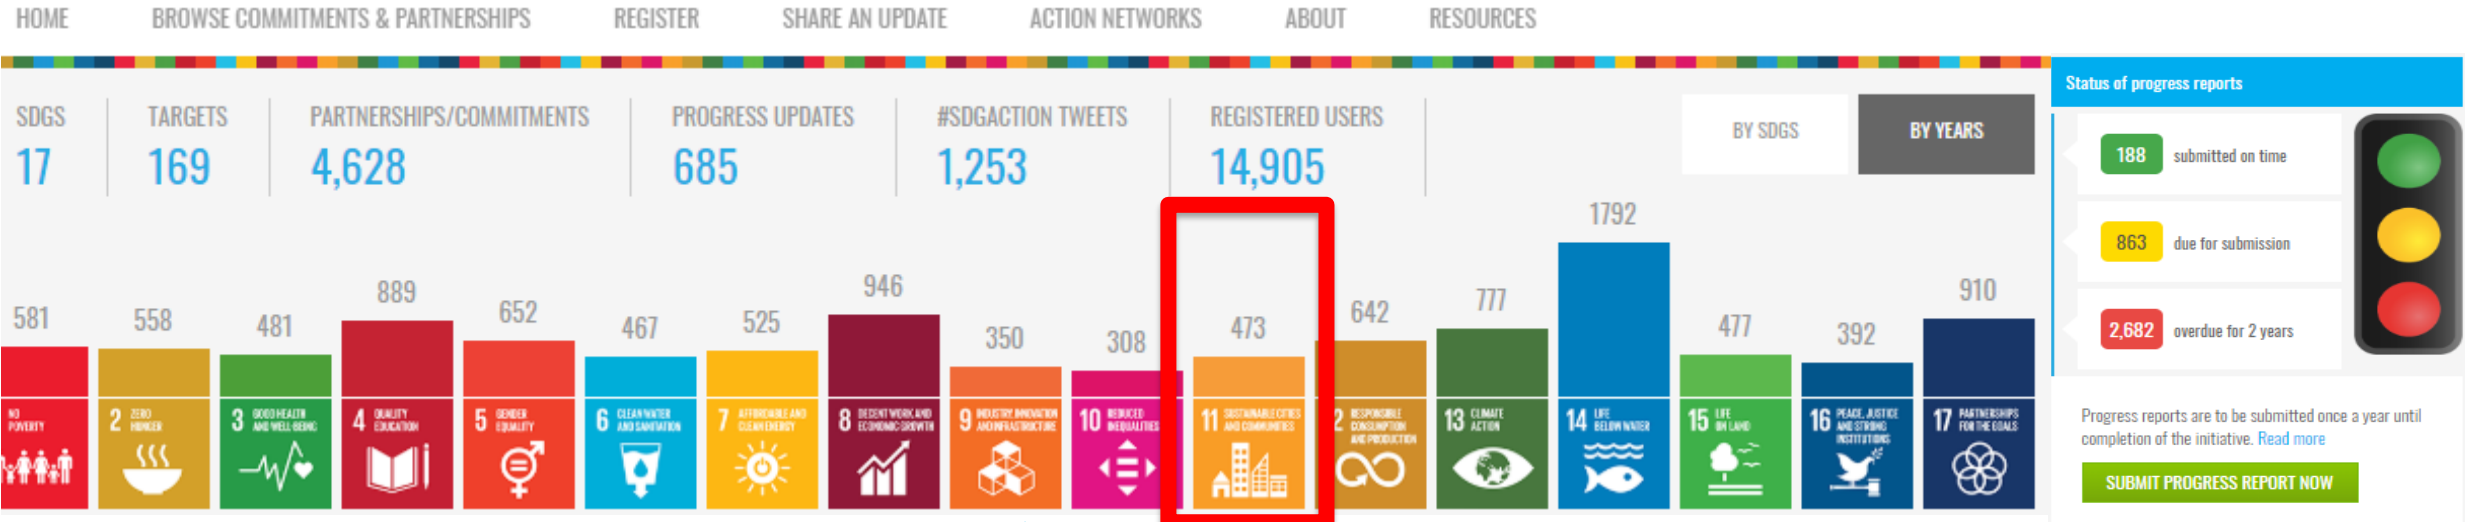 HOME BROWSE COMMITMENTS & PARTNERSHIPS REGISTER SHARE AN UPDATE ACTION NETWORKS ABOUT RESOURCES
SDGS TARGETS PARTNERSHIPS/COMMITMENTS PROGRESS UPDATES #SDGACTION TWEETS REGISTERED USERS
17 169 4,628 685 1,253 14,905
BY SDGS BY YEARS
581 558 481 889 652 467 525 946 350 308 473 642 777 1792 477 392 910
NO
POVERTY
2 ZERO
HUNGER
3 GOOD HEALTH
AND WELL-BEING
4 QUALITY
EDUCATION
5 GENDER
EQUALITY
6 CLEAN WATER
AND SANITATION
7 AFFORDABLE AND
CLEAN ENERGY
8 DECENT WORK AND
ECONOMIC GROWTH
9 INDUSTRY, INNOVATION
AND INFRASTRUCTURE
10 REDUCED
INEQUALITIES
11 SUSTAINABLE CITIES
AND COMMUNITIES
2 RESPONSIBLE
CONSUMPTION
AND PRODUCTION
13 CLIMATE
ACTION
14 LIFE
BELOW WATER
15 LIFE
ON LAND
16 PEACE, JUSTICE
AND STRONG
INSTITUTIONS
17 PARTNERSHIPS
FOR THE GOALS
Status of progress reports
188 submitted on time
863 due for submission
2,682 overdue for 2 years
Progress reports are to be submitted once a year until
completion of the initiative. Read more
SUBMIT PROGRESS REPORT NOW